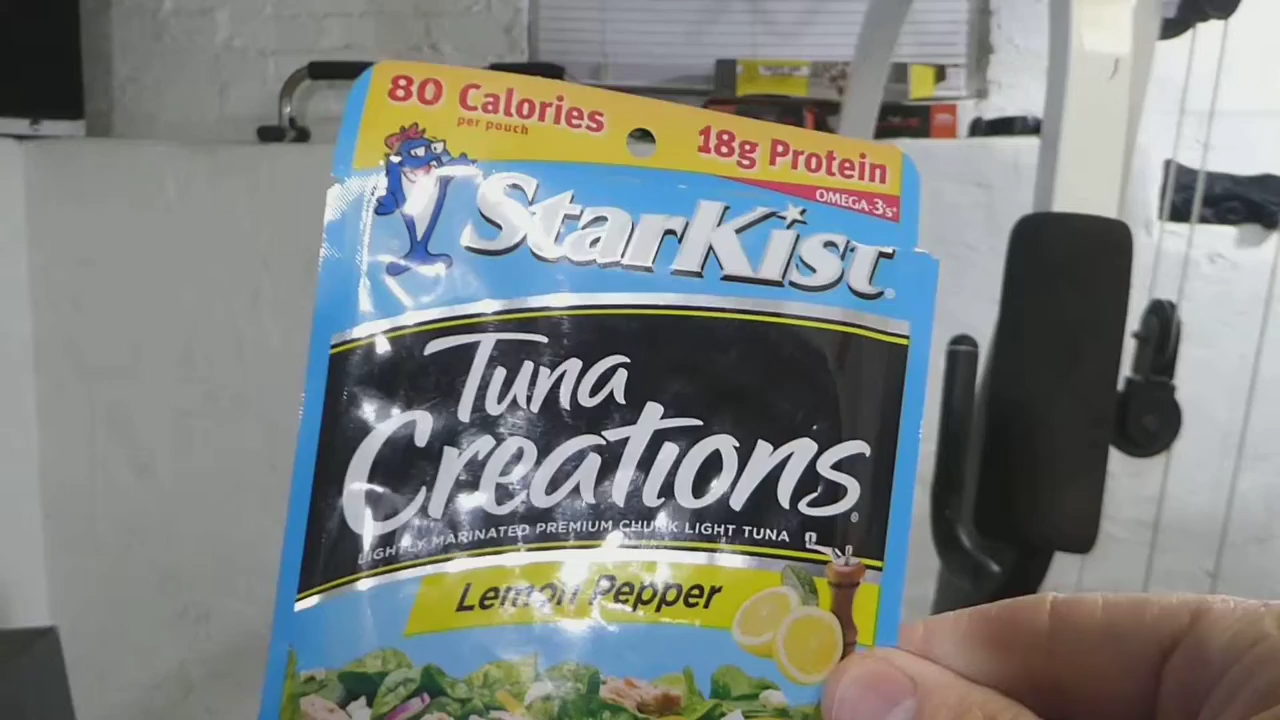 80 Calories
per pouch
18g Protein
OMEGA-3's*
StarKist®
Tuna
Creations®
LIGHTLY MARINATED PREMIUM CHUNK LIGHT TUNA
Lemon Pepper